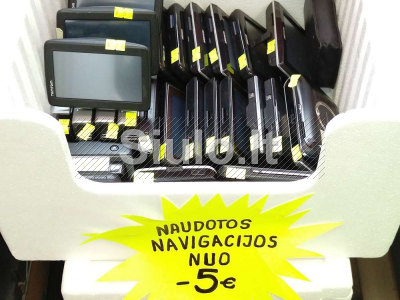 Siulo.lt
NAUDOTOS
NAVIGACIJOS
NUO
-5€